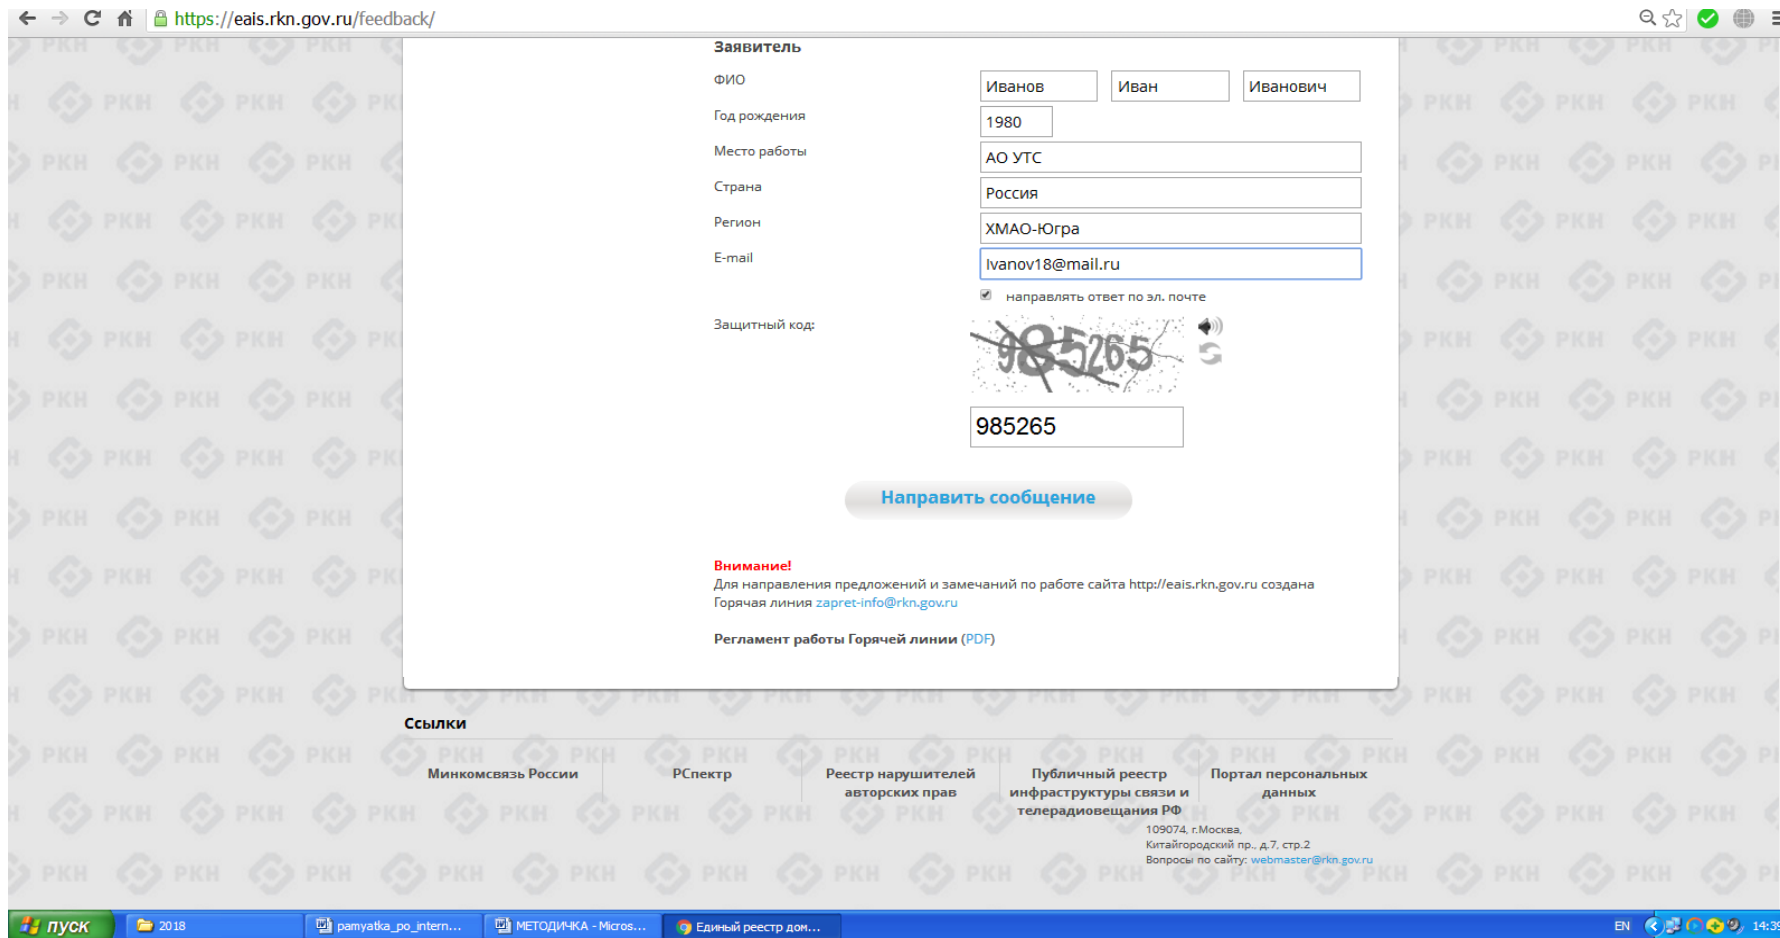 https://eais.rkn.gov.ru/feedback/
Заявитель
ФИО
Иванов Иван Иванович
Год рождения
1980
Место работы
АО УТС
Страна
Россия
Регион
ХМАО-Югра
E-mail
Ivanov18@mail.ru
направлять ответ по эл. почте
Защитный код:
985265
985265
Направить сообщение
Внимание!
Для направления предложений и замечаний по работе сайта http://eais.rkn.gov.ru создана
Горячая линия zapret-info@rkn.gov.ru
Регламент работы Горячей линии (PDF)
Ссылки
Минкомсвязь России
РСпектр
Реестр нарушителей
авторских прав
Публичный реестр
инфраструктуры связи и
телерадиовещания РФ
Портал персональных
данных
109074, г.Москва,
Китайгородский пр., д.7, стр.2
Вопросы по сайту: webmaster@rkn.gov.ru
РКН
пуск 2018 pamyatka_po_intern... МЕТОДИЧКА - Micros... Единый реестр дом... EN 14:39